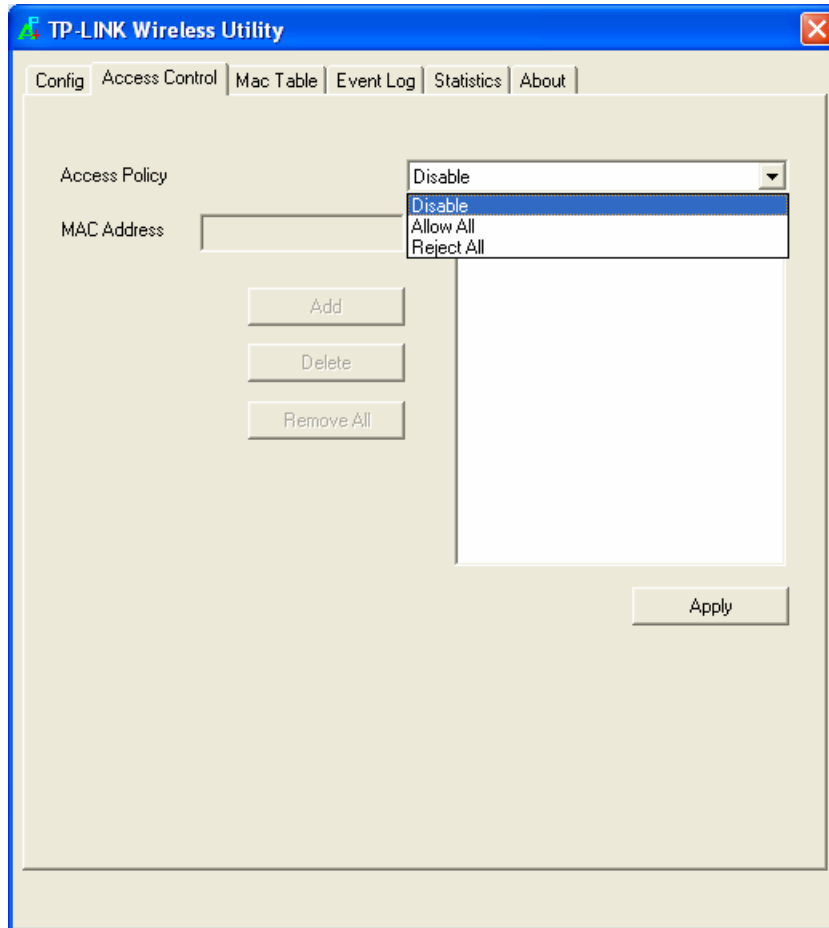 TP-LINK Wireless Utility
Config Access Control Mac Table Event Log Statistics About
Access Policy Disable
Disable
MAC Address Allow All
Reject All
Add
Delete
Remove All
Apply